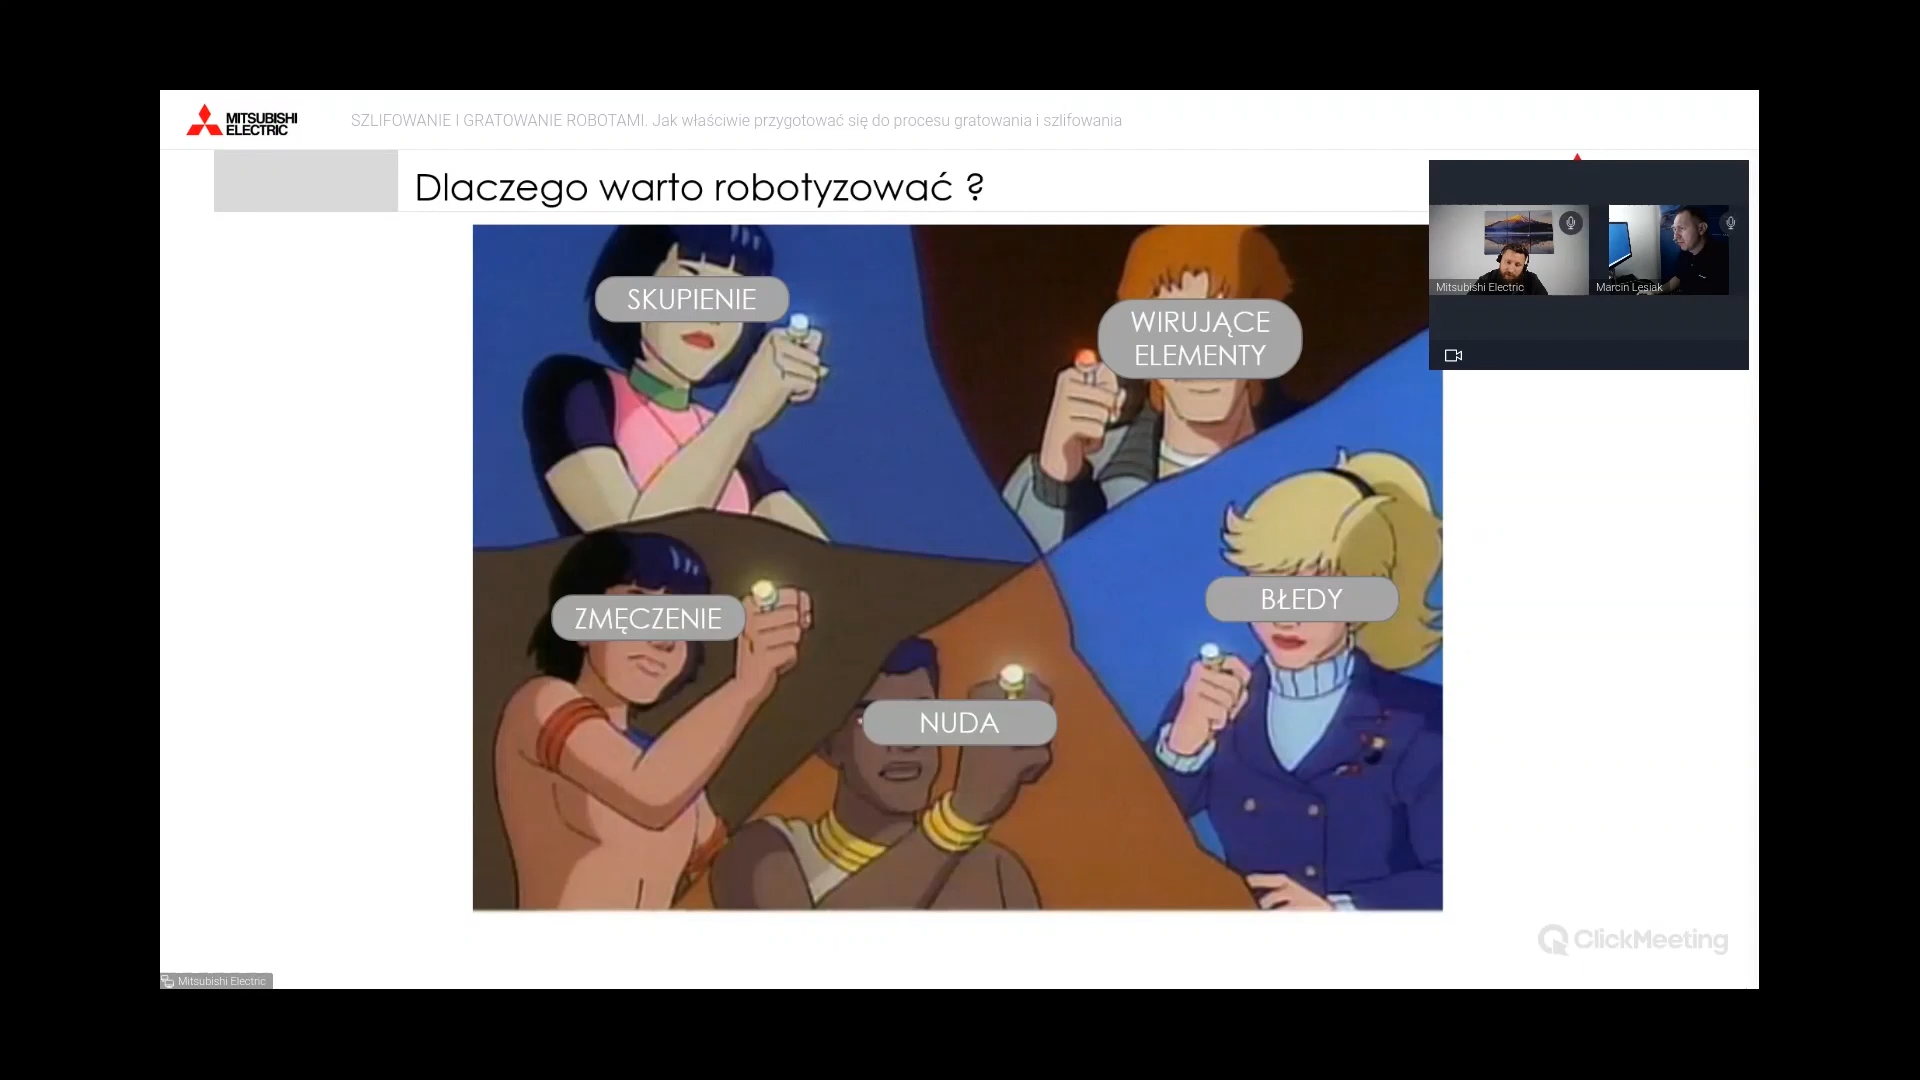 MITSUBISHI
ELECTRIC
SZLIFOWANIE I GRATOWANIE ROBOTAMI. Jak właściwie przygotować się do procesu gratowania i szlifowania
Dlaczego warto robotyzować ?
SKUPIENIE
WIRUJĄCE
ELEMENTY
Mitsubishi Electric
Marcin Lesiak
ZMĘCZENIE
BŁEDY
NUDA
ClickMeeting
Mitsubishi Electric